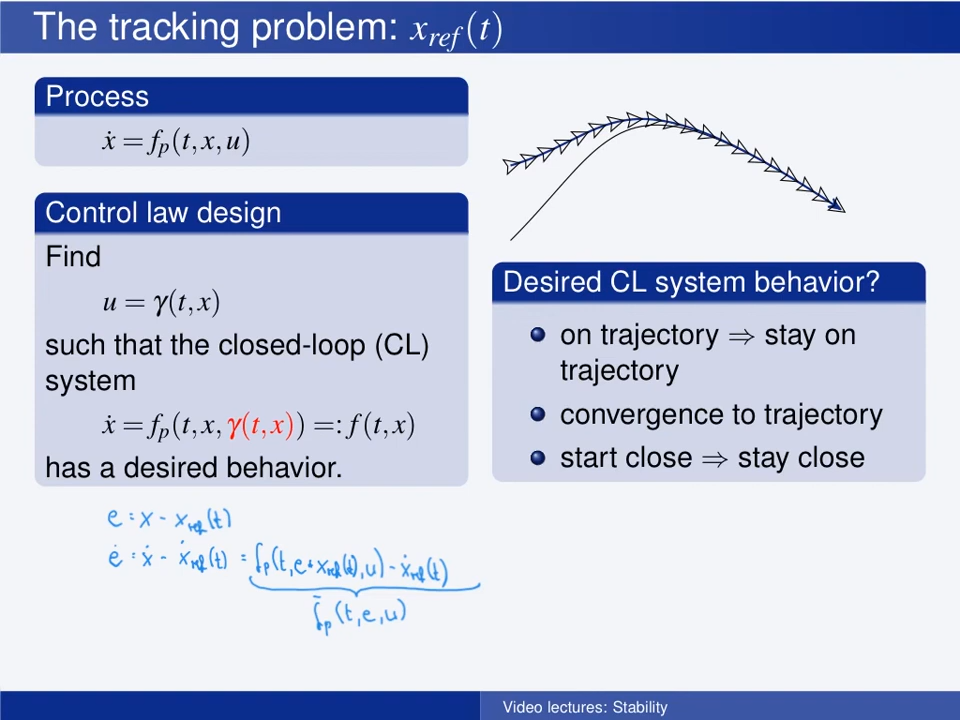 The tracking problem: x_ref(t)
Process
ẋ = f_p(t, x, u)
Control law design
Find
u = γ(t, x)
such that the closed-loop (CL)
system
ẋ = f_p(t, x, γ(t, x)) =: f(t, x)
has a desired behavior.
Desired CL system behavior?
on trajectory ⇒ stay on
trajectory
convergence to trajectory
start close ⇒ stay close
e = x - x_ref(t)
ė = ẋ - ẋ_ref(t) = f_p(t, e + x_ref(t), u) - ẋ_ref(t)
f̄_p(t, e, u)
Video lectures: Stability